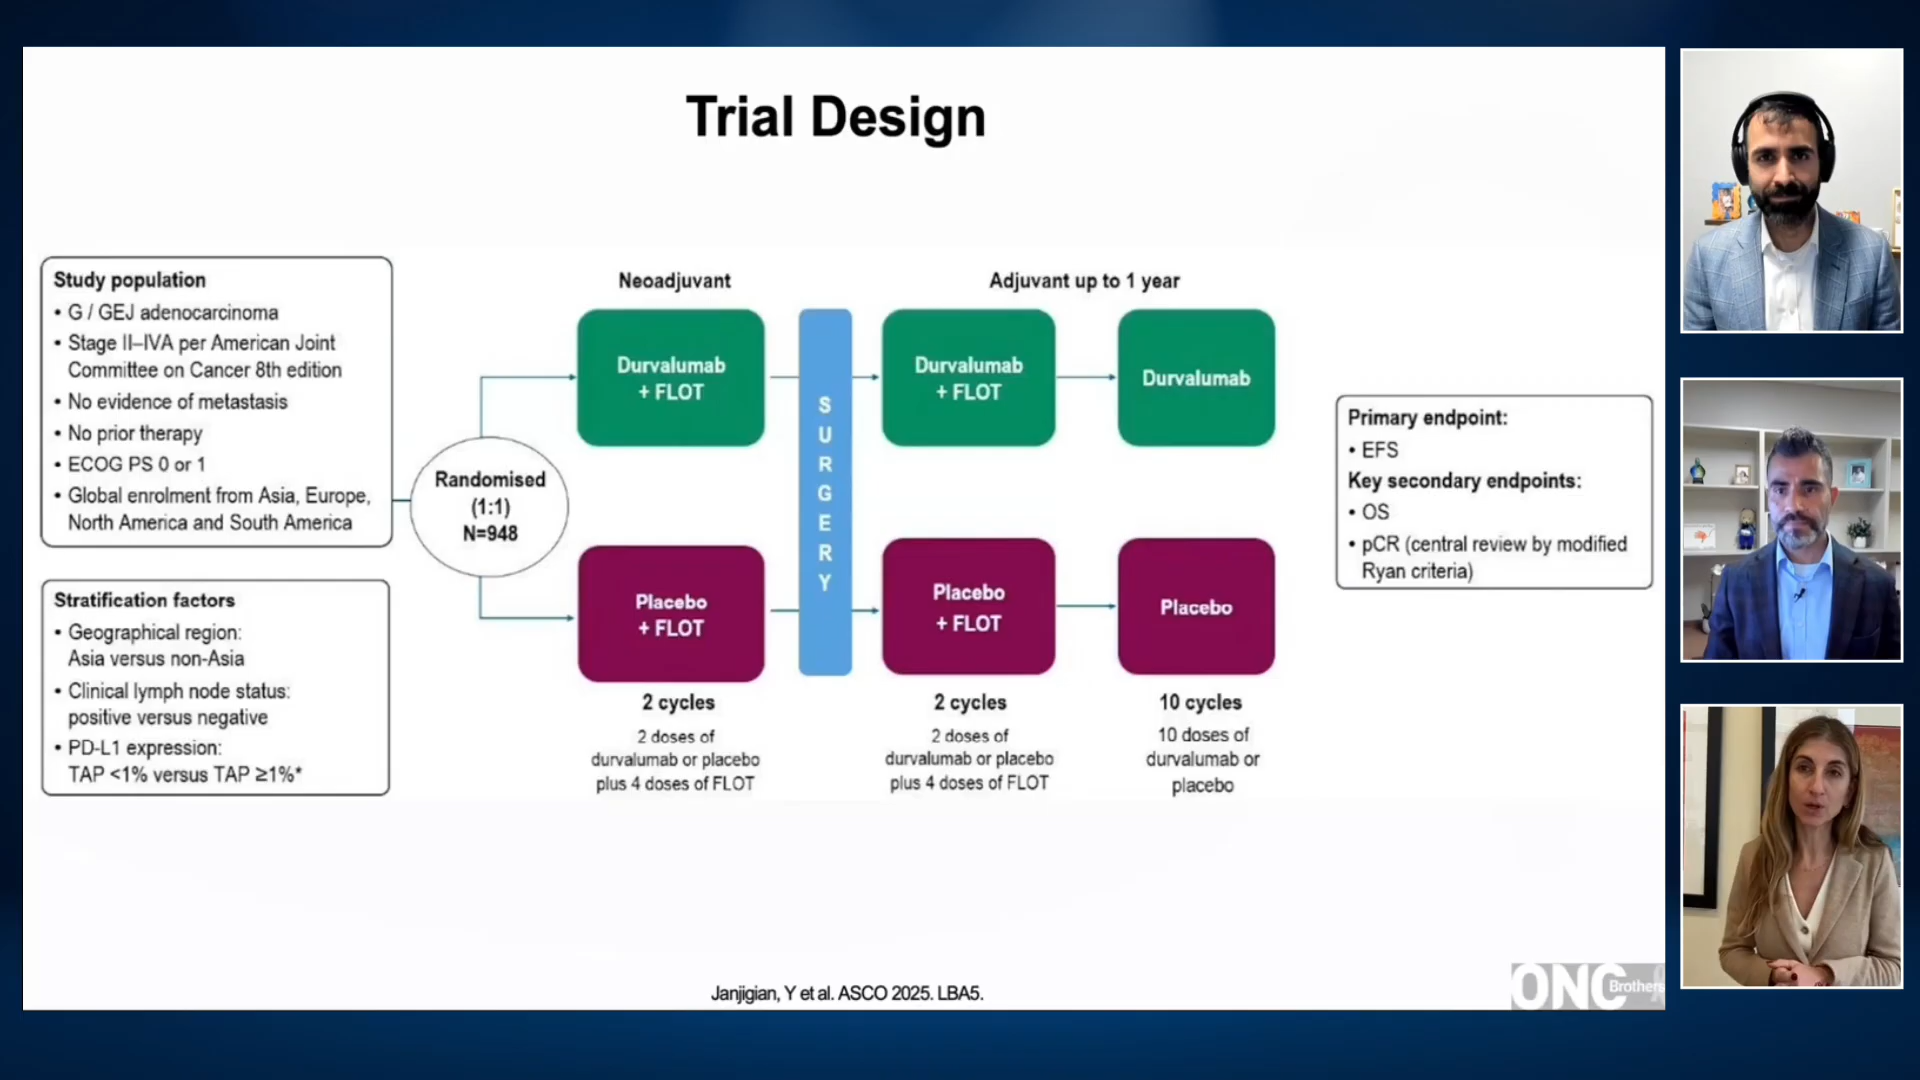 Trial Design
Study population
• G / GEJ adenocarcinoma
• Stage II–IVA per American Joint
Committee on Cancer 8th edition
• No evidence of metastasis
• No prior therapy
• ECOG PS 0 or 1
• Global enrolment from Asia, Europe,
North America and South America
Stratification factors
• Geographical region:
Asia versus non-Asia
• Clinical lymph node status:
positive versus negative
• PD-L1 expression:
TAP <1% versus TAP ≥1%*
Randomised
(1:1)
N=948
Neoadjuvant
Durvalumab
+ FLOT
Placebo
+ FLOT
2 cycles
2 doses of
durvalumab or placebo
plus 4 doses of FLOT
SURGERY
Adjuvant up to 1 year
Durvalumab
+ FLOT
Durvalumab
Placebo
+ FLOT
Placebo
2 cycles
2 doses of
durvalumab or placebo
plus 4 doses of FLOT
10 cycles
10 doses of
durvalumab or
placebo
Primary endpoint:
• EFS
Key secondary endpoints:
• OS
• pCR (central review by modified
Ryan criteria)
Janjigian, Y et al. ASCO 2025. LBA5.
ONC Brothers